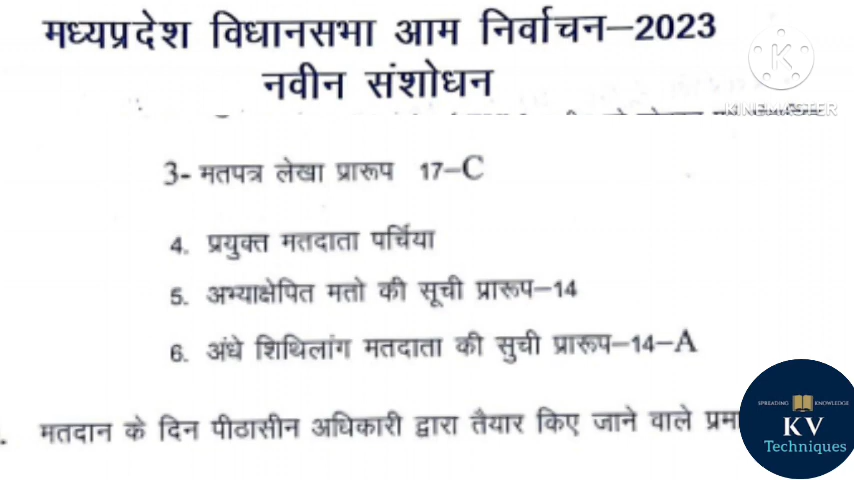 मध्यप्रदेश विधानसभा आम निर्वाचन–2023
नवीन संशोधन
KINEMASTER
3- मतपत्र लेखा प्रारूप 17–C
4. प्रयुक्त मतदाता पर्चिया
5. अभ्याक्षेपित मतो की सूची प्रारूप–14
6. अंधे शिथिलांग मतदाता की सुची प्रारूप–14–A
. मतदान के दिन पीठासीन अधिकारी द्वारा तैयार किए जाने वाले
SPREADING KNOWLEDGE
KV
Techniques